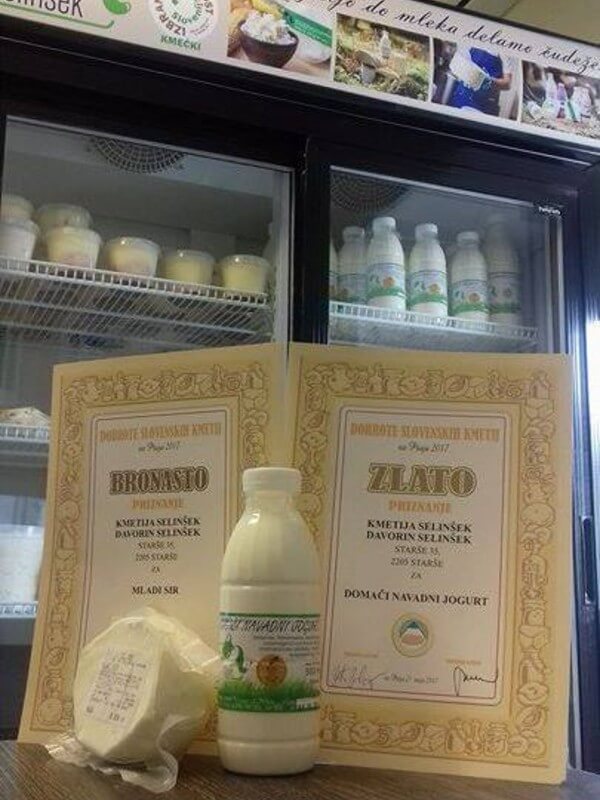 elinšek
KMEČKI
do mleka delamo čudeže
DOBROTE SLOVENSKIH KMETIJ
na Ptuju 2017
BRONASTO
PRIZNANJE
KMETIJA SELINŠEK
DAVORIN SELINŠEK
STARŠE 35,
2205 STARŠE
ZA
MLADI SIR
DOBROTE SLOVENSKIH KMETIJ
na Ptuju 2017
ZLATO
PRIZNANJE
KMETIJA SELINŠEK
DAVORIN SELINŠEK
STARŠE 35,
2205 STARŠE
ZA
DOMAČI NAVADNI JOGURT
NAVADNI JOGURT